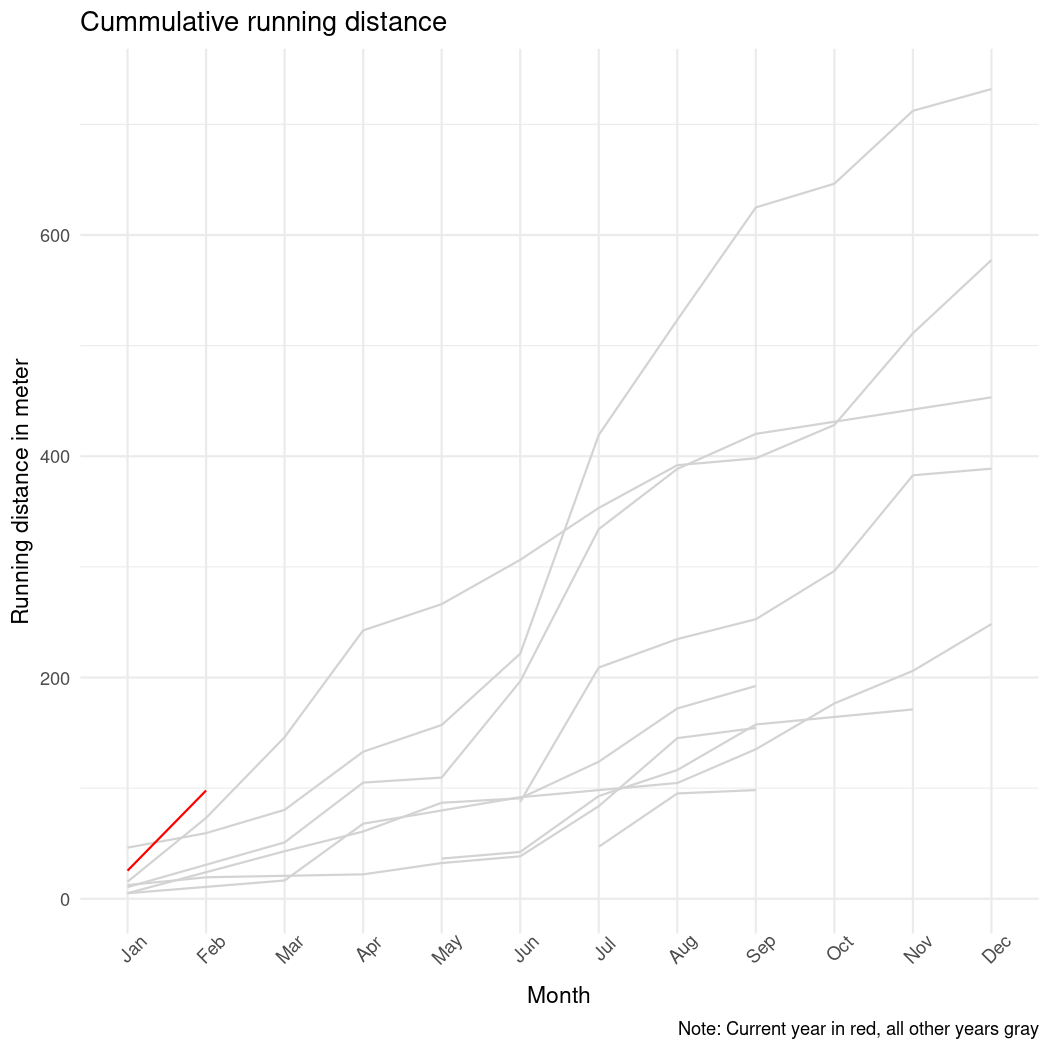 Cummulative running distance
Running distance in meter
600
400
200
0
Jan Feb Mar Apr May Jun Jul Aug Sep Oct Nov Dec
Month
Note: Current year in red, all other years gray